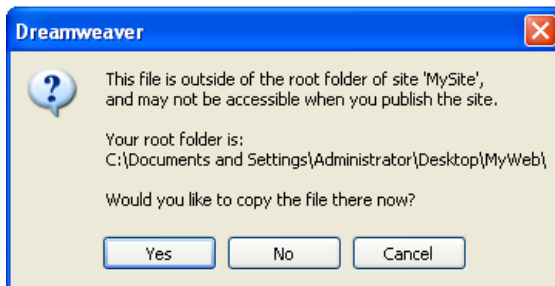 Dreamweaver
This file is outside of the root folder of site 'MySite',
and may not be accessible when you publish the site.
Your root folder is:
C:\Documents and Settings\Administrator\Desktop\MyWeb\
Would you like to copy the file there now?
Yes No Cancel